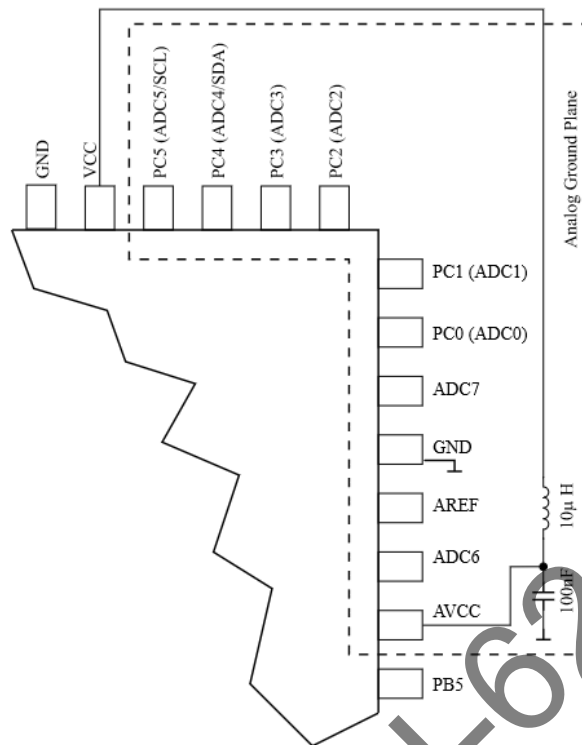 GND
VCC
PC5 (ADC5/SCL)
PC4 (ADC4/SDA)
PC3 (ADC3)
PC2 (ADC2)
Analog Ground Plane
PC1 (ADC1)
PC0 (ADC0)
ADC7
GND
AREF
ADC6
AVCC
PB5
10µ H
100nF